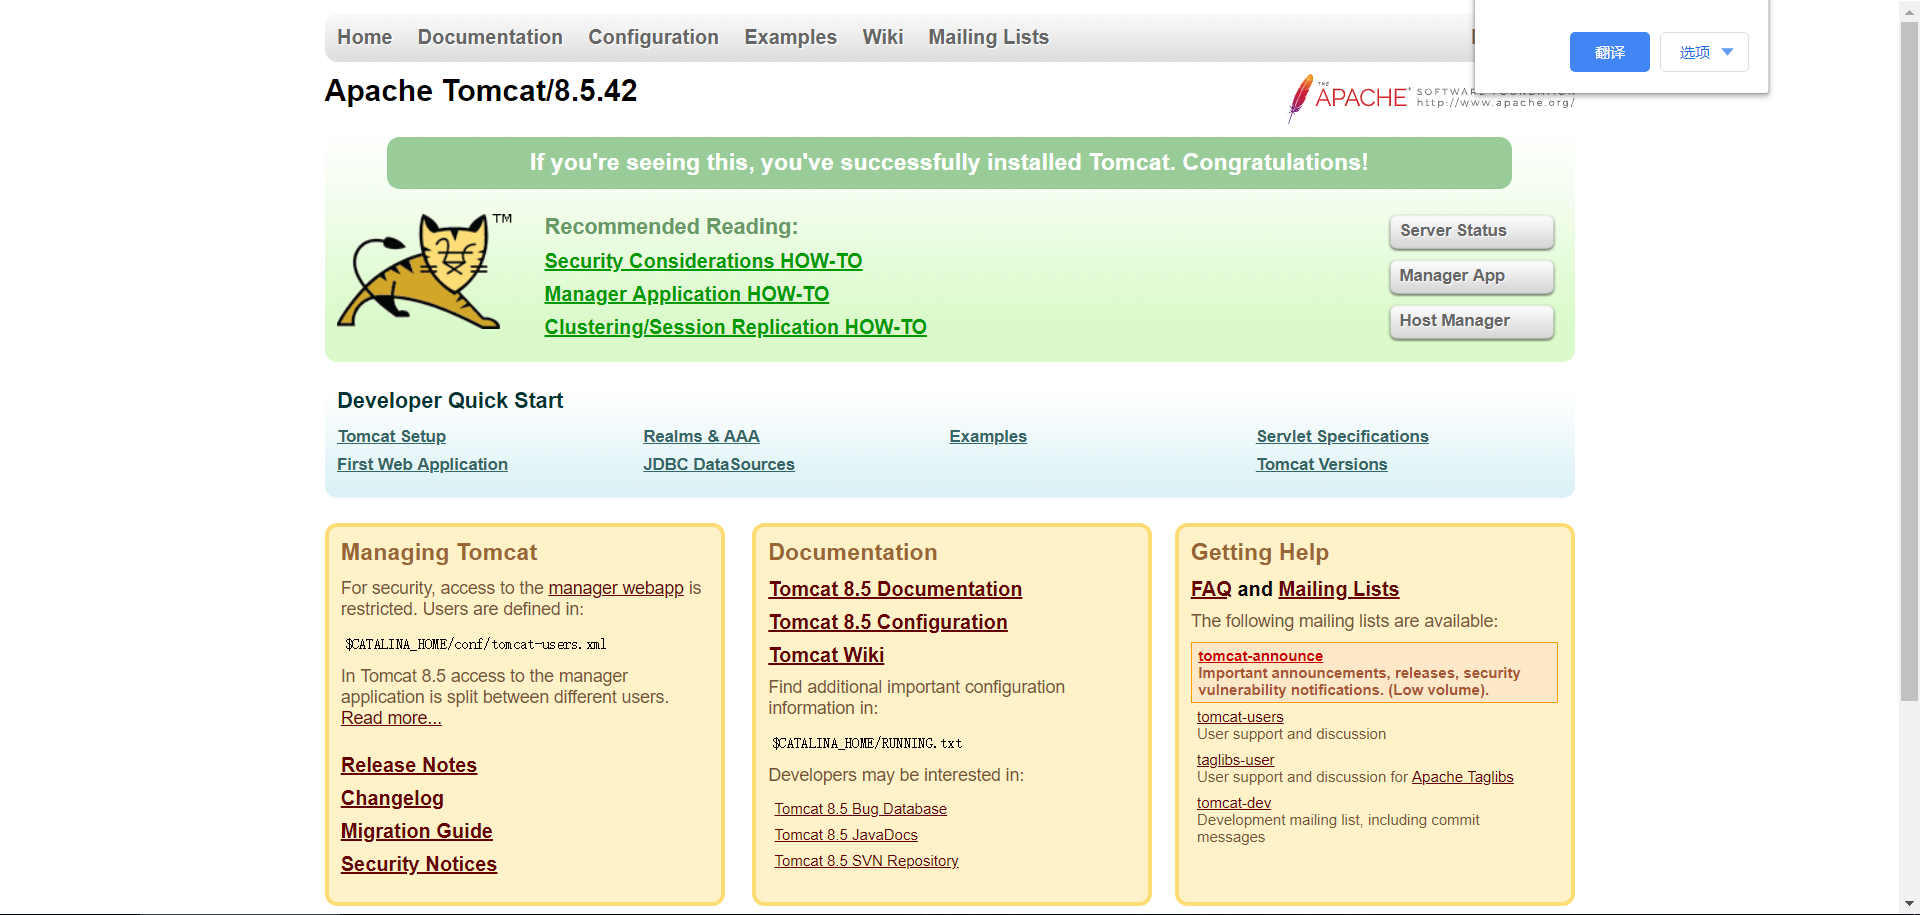 Home Documentation Configuration Examples Wiki Mailing Lists
翻译 选项
Apache Tomcat/8.5.42
THE
APACHE® SOFTWARE FOUNDATION
http://www.apache.org/
If you're seeing this, you've successfully installed Tomcat. Congratulations!
TM
Recommended Reading:
Security Considerations HOW-TO
Manager Application HOW-TO
Clustering/Session Replication HOW-TO
Server Status
Manager App
Host Manager
Developer Quick Start
Tomcat Setup
First Web Application
Realms & AAA
JDBC DataSources
Examples
Servlet Specifications
Tomcat Versions
Managing Tomcat
For security, access to the manager webapp is
restricted. Users are defined in:
$CATALINA_HOME/conf/tomcat-users.xml
In Tomcat 8.5 access to the manager
application is split between different users.
Read more...
Release Notes
Changelog
Migration Guide
Security Notices
Documentation
Tomcat 8.5 Documentation
Tomcat 8.5 Configuration
Tomcat Wiki
Find additional important configuration
information in:
$CATALINA_HOME/RUNNING.txt
Developers may be interested in:
Tomcat 8.5 Bug Database
Tomcat 8.5 JavaDocs
Tomcat 8.5 SVN Repository
Getting Help
FAQ and Mailing Lists
The following mailing lists are available:
tomcat-announce
Important announcements, releases, security
vulnerability notifications. (Low volume).
tomcat-users
User support and discussion
taglibs-user
User support and discussion for Apache Taglibs
tomcat-dev
Development mailing list, including commit
messages